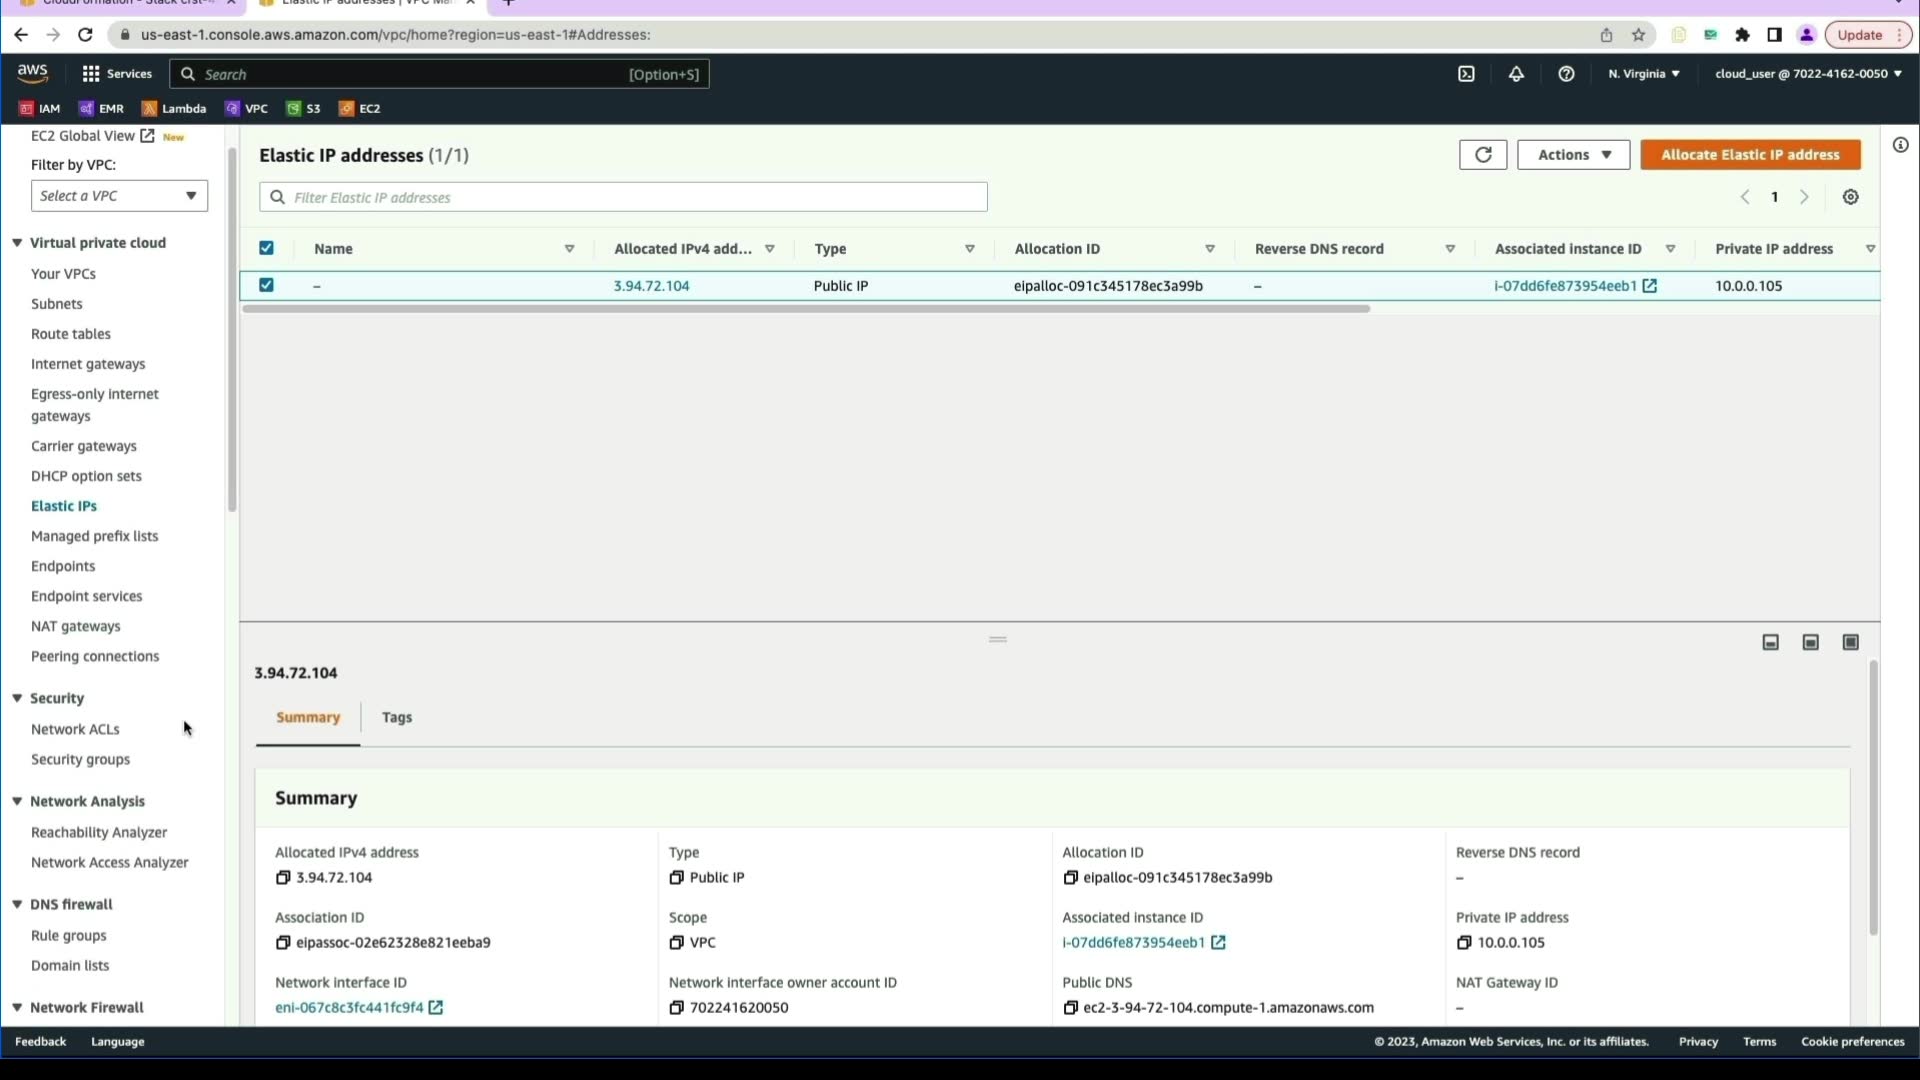 CloudFormation - Stack
Elastic IP addresses | VPC
us-east-1.console.aws.amazon.com/vpc/home?region=us-east-1#Addresses:
Update
aws
Services
Search
[Option+S]
N. Virginia
cloud_user @ 7022-4162-0050
IAM
EMR
Lambda
VPC
S3
EC2
EC2 Global View
New
Filter by VPC:
Select a VPC
Virtual private cloud
Your VPCs
Subnets
Route tables
Internet gateways
Egress-only internet
gateways
Carrier gateways
DHCP option sets
Elastic IPs
Managed prefix lists
Endpoints
Endpoint services
NAT gateways
Peering connections
Security
Network ACLs
Security groups
Network Analysis
Reachability Analyzer
Network Access Analyzer
DNS firewall
Rule groups
Domain lists
Network Firewall
Elastic IP addresses (1/1)
Actions
Allocate Elastic IP address
Filter Elastic IP addresses
1
Name
Allocated IPv4 add...
Type
Allocation ID
Reverse DNS record
Associated instance ID
Private IP address
–
3.94.72.104
Public IP
eipalloc-091c345178ec3a99b
–
i-07dd6fe873954eeb1
10.0.0.105
3.94.72.104
Summary
Tags
Summary
Allocated IPv4 address
3.94.72.104
Type
Public IP
Allocation ID
eipalloc-091c345178ec3a99b
Reverse DNS record
–
Association ID
eipassoc-02e62328e821eeba9
Scope
VPC
Associated instance ID
i-07dd6fe873954eeb1
Private IP address
10.0.0.105
Network interface ID
eni-067c8c3fc441fc9f4
Network interface owner account ID
702241620050
Public DNS
ec2-3-94-72-104.compute-1.amazonaws.com
NAT Gateway ID
–
Feedback
Language
© 2023, Amazon Web Services, Inc. or its affiliates.
Privacy
Terms
Cookie preferences